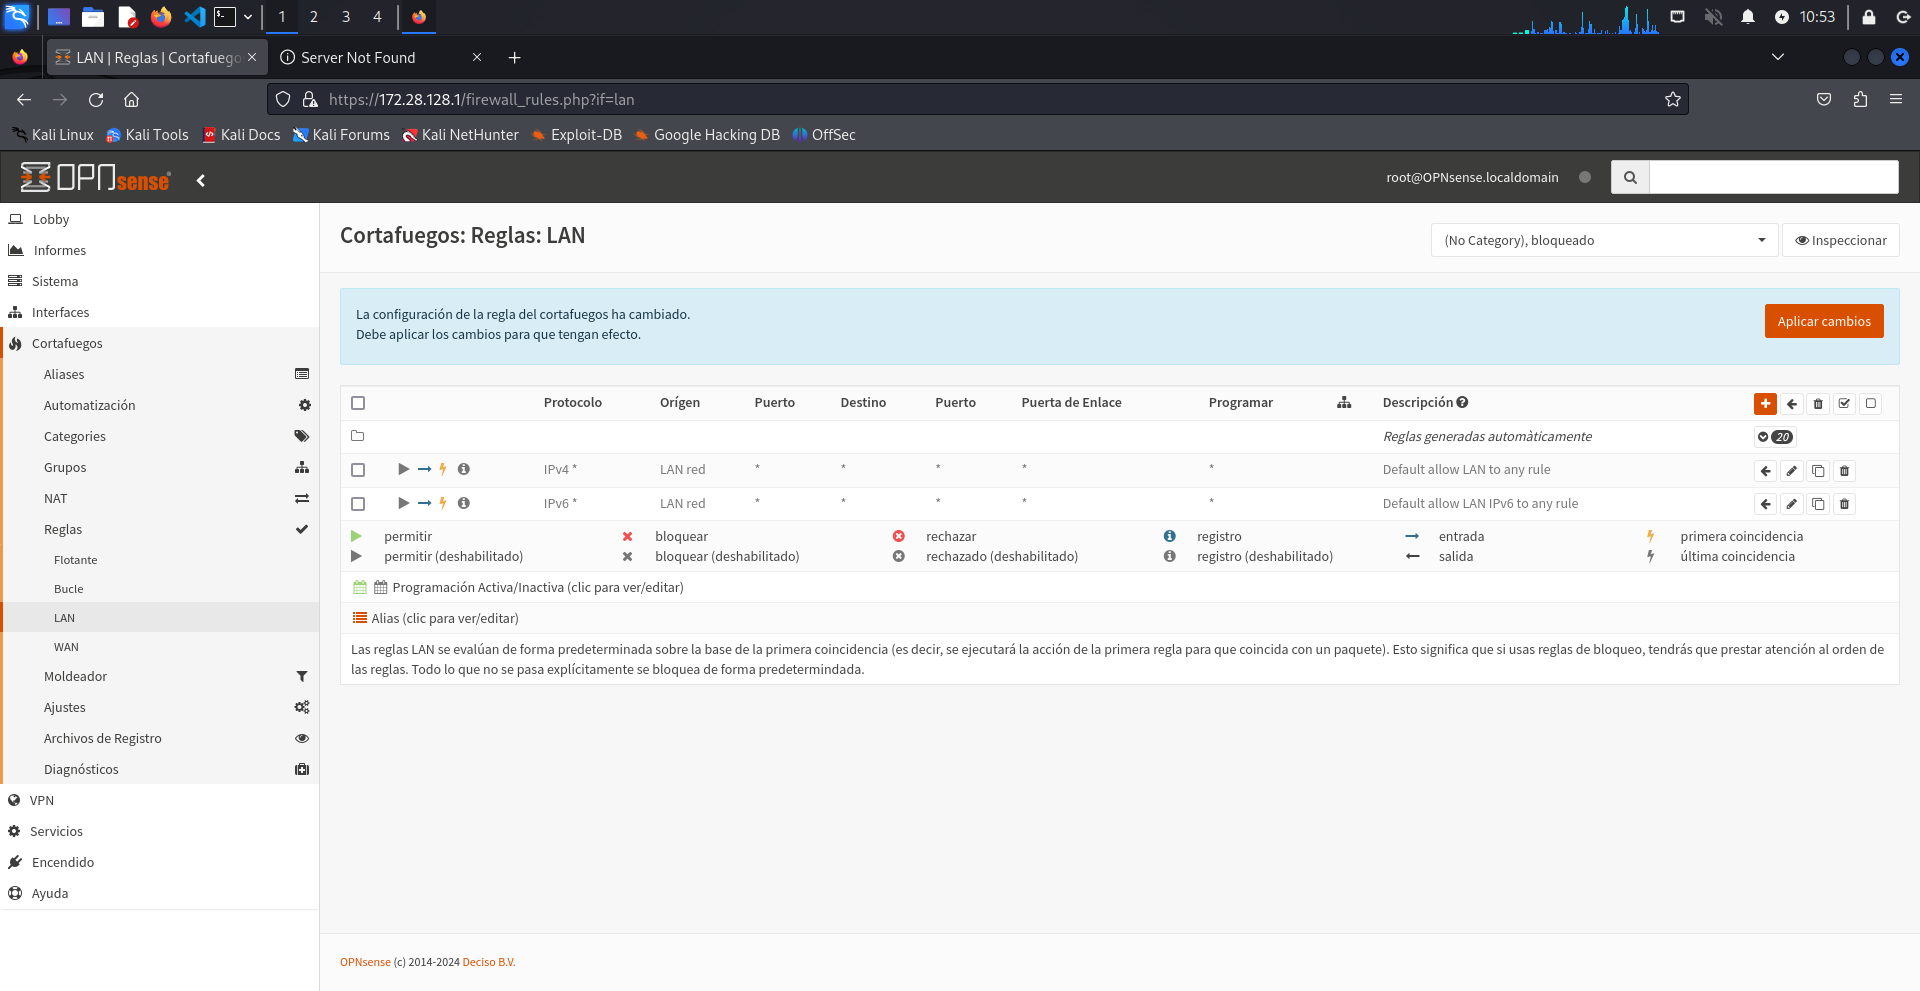 1 2 3 4 10:53
LAN | Reglas | Cortafuego Server Not Found
https://172.28.128.1/firewall_rules.php?if=lan
Kali Linux Kali Tools Kali Docs Kali Forums Kali NetHunter Exploit-DB Google Hacking DB OffSec
OPNsense root@OPNsense.localdomain
Lobby
Informes
Sistema
Interfaces
Cortafuegos
Aliases
Automatización
Categories
Grupos
NAT
Reglas
Flotante
Bucle
LAN
WAN
Moldeador
Ajustes
Archivos de Registro
Diagnósticos
VPN
Servicios
Encendido
Ayuda
Cortafuegos: Reglas: LAN
(No Category), bloqueado Inspeccionar
La configuración de la regla del cortafuegos ha cambiado.
Debe aplicar los cambios para que tengan efecto.
Aplicar cambios
Protocolo Orígen Puerto Destino Puerto Puerta de Enlace Programar Descripción
Reglas generadas automàticamente 20
IPv4 * LAN red * * * * * Default allow LAN to any rule
IPv6 * LAN red * * * * * Default allow LAN IPv6 to any rule
permitir bloquear rechazar registro entrada primera coincidencia
permitir (deshabilitado) bloquear (deshabilitado) rechazado (deshabilitado) registro (deshabilitado) salida última coincidencia
Programación Activa/Inactiva (clic para ver/editar)
Alias (clic para ver/editar)
Las reglas LAN se evalúan de forma predeterminada sobre la base de la primera coincidencia (es decir, se ejecutará la acción de la primera regla para que coincida con un paquete). Esto significa que si usas reglas de bloqueo, tendrás que prestar atención al orden de
las reglas. Todo lo que no se pasa explícitamente se bloquea de forma predetermindada.
OPNsense (c) 2014-2024 Deciso B.V.